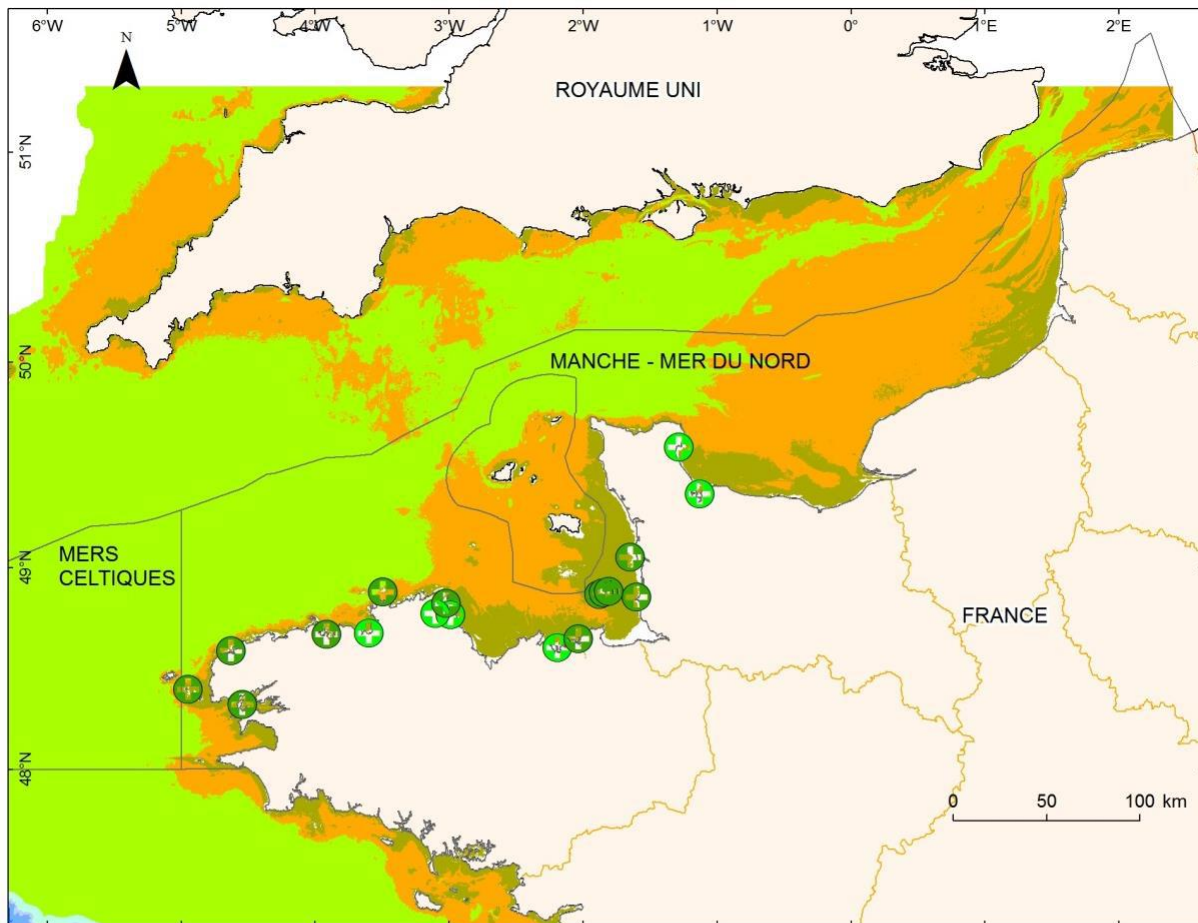 6°W 5°W 4°W 3°W 2°W 1°W 0° 1°E 2°E
N
ROYAUME UNI
51°N
50°N
MANCHE - MER DU NORD
49°N
MERS
CELTIQUES
FRANCE
48°N
0 50 100 km